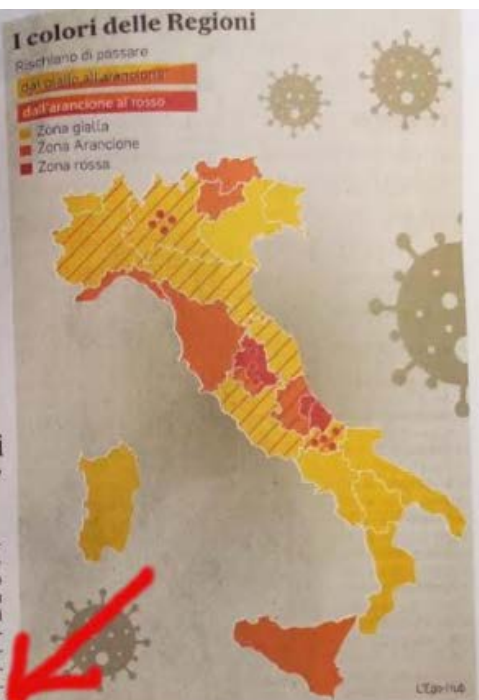 I colori delle Regioni
Rischiano di passare
dal giallo all'arancione
dall'arancione al rosso
Zona gialla
Zona Arancione
Zona rossa
L'Ego-Hub